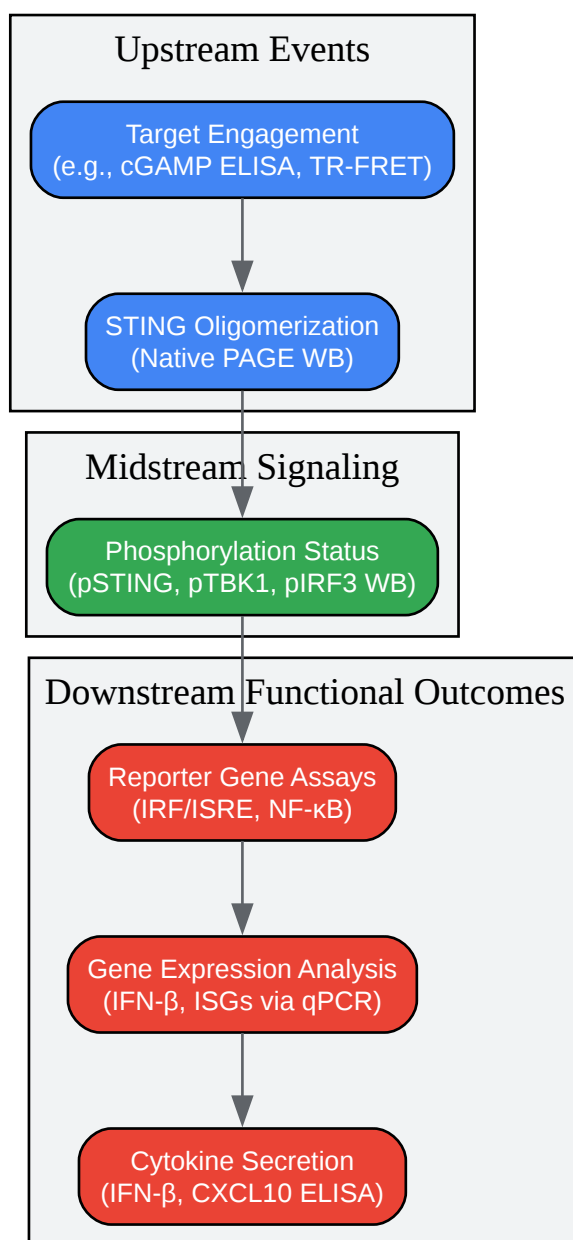 Upstream Events
Target Engagement
(e.g., cGAMP ELISA, TR-FRET)
STING Oligomerization
(Native PAGE WB)
Midstream Signaling
Phosphorylation Status
(pSTING, pTBK1, pIRF3 WB)
Downstream Functional Outcomes
Reporter Gene Assays
(IRF/ISRE, NF-κB)
Gene Expression Analysis
(IFN-β, ISGs via qPCR)
Cytokine Secretion
(IFN-β, CXCL10 ELISA)